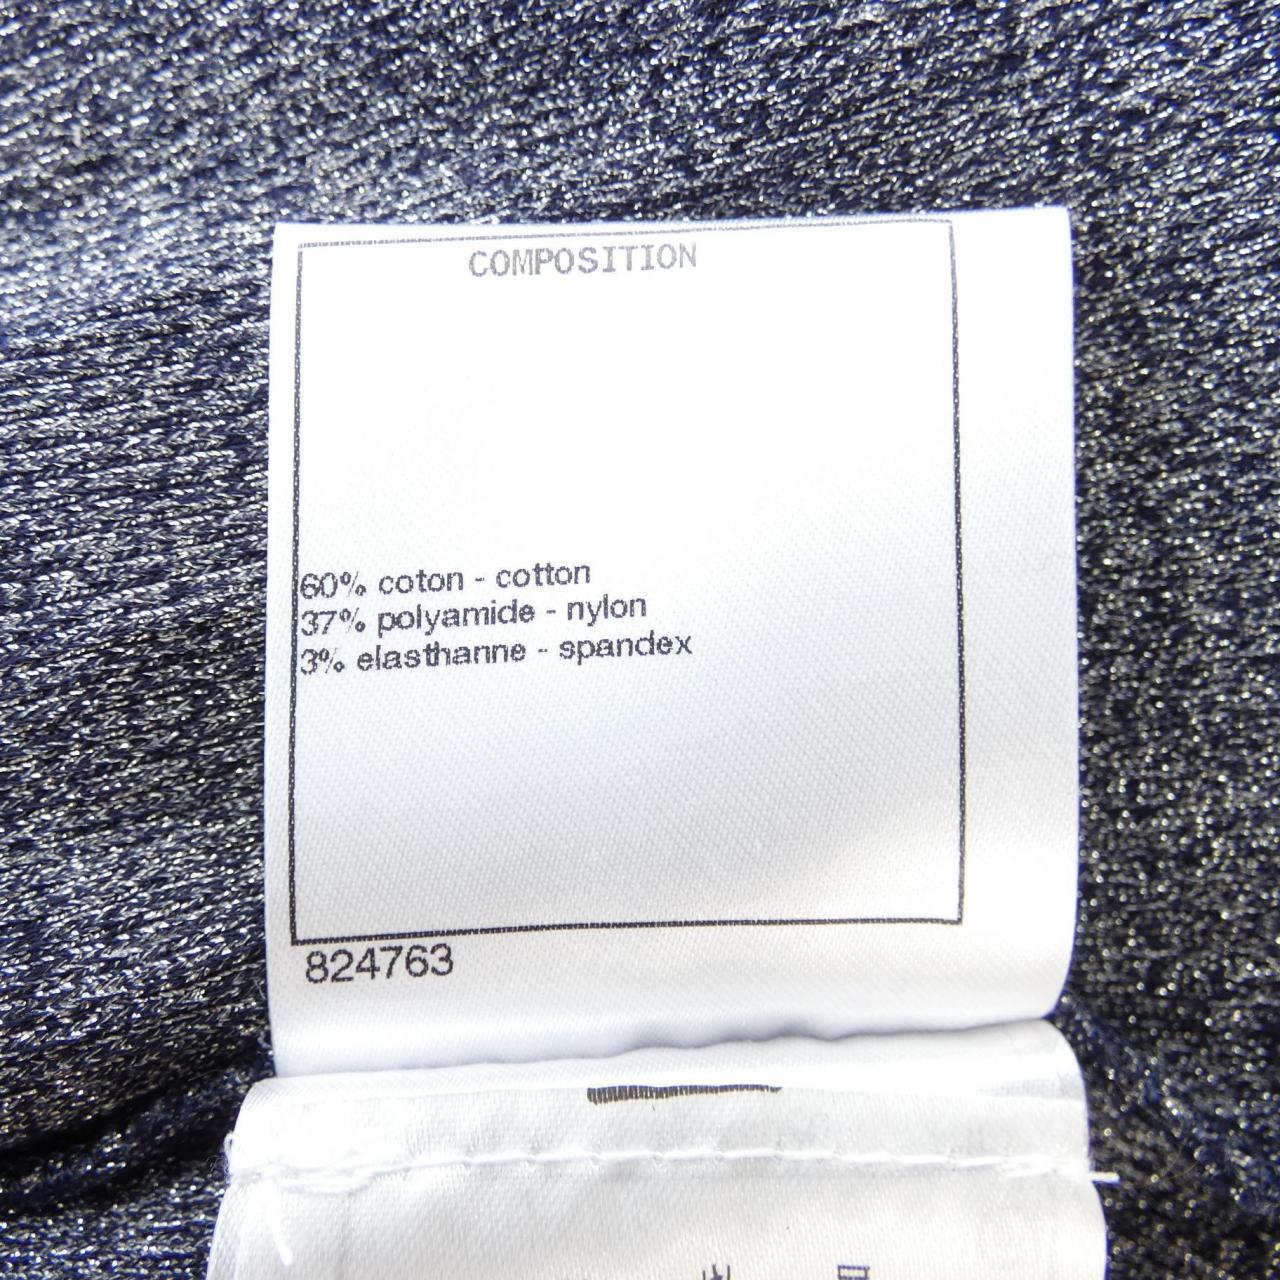 COMPOSITION
60% coton - cotton
37% polyamide - nylon
3% elasthanne - spandex
824763